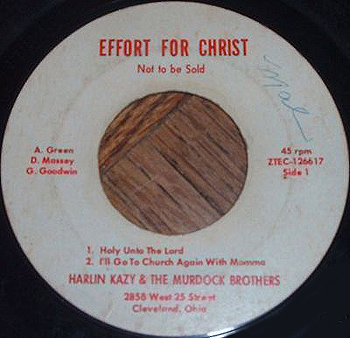 EFFORT FOR CHRIST
Not to be Sold
Mal
A. Green
D. Massey
G. Goodwin
45 rpm
ZTEC-126617
Side 1
1. Holy Unto The Lord
2. I'll Go To Church Again With Momma
HARLIN KAZY & THE MURDOCK BROTHERS
2858 West 25 Street
Cleveland, Ohio